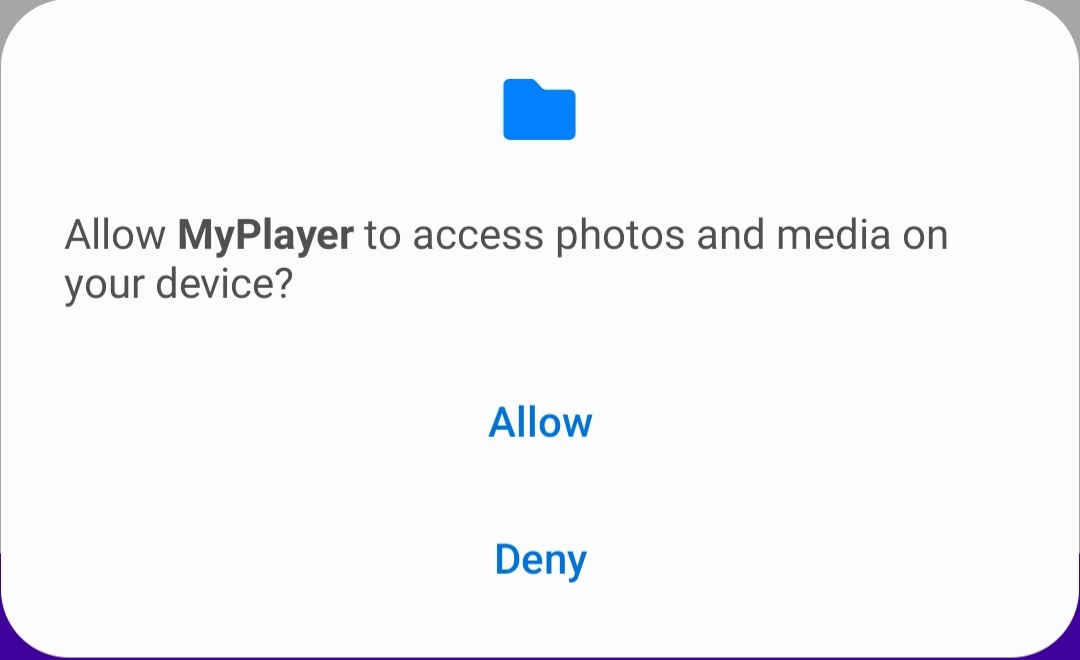 Allow MyPlayer to access photos and media on
your device?
Allow
Deny